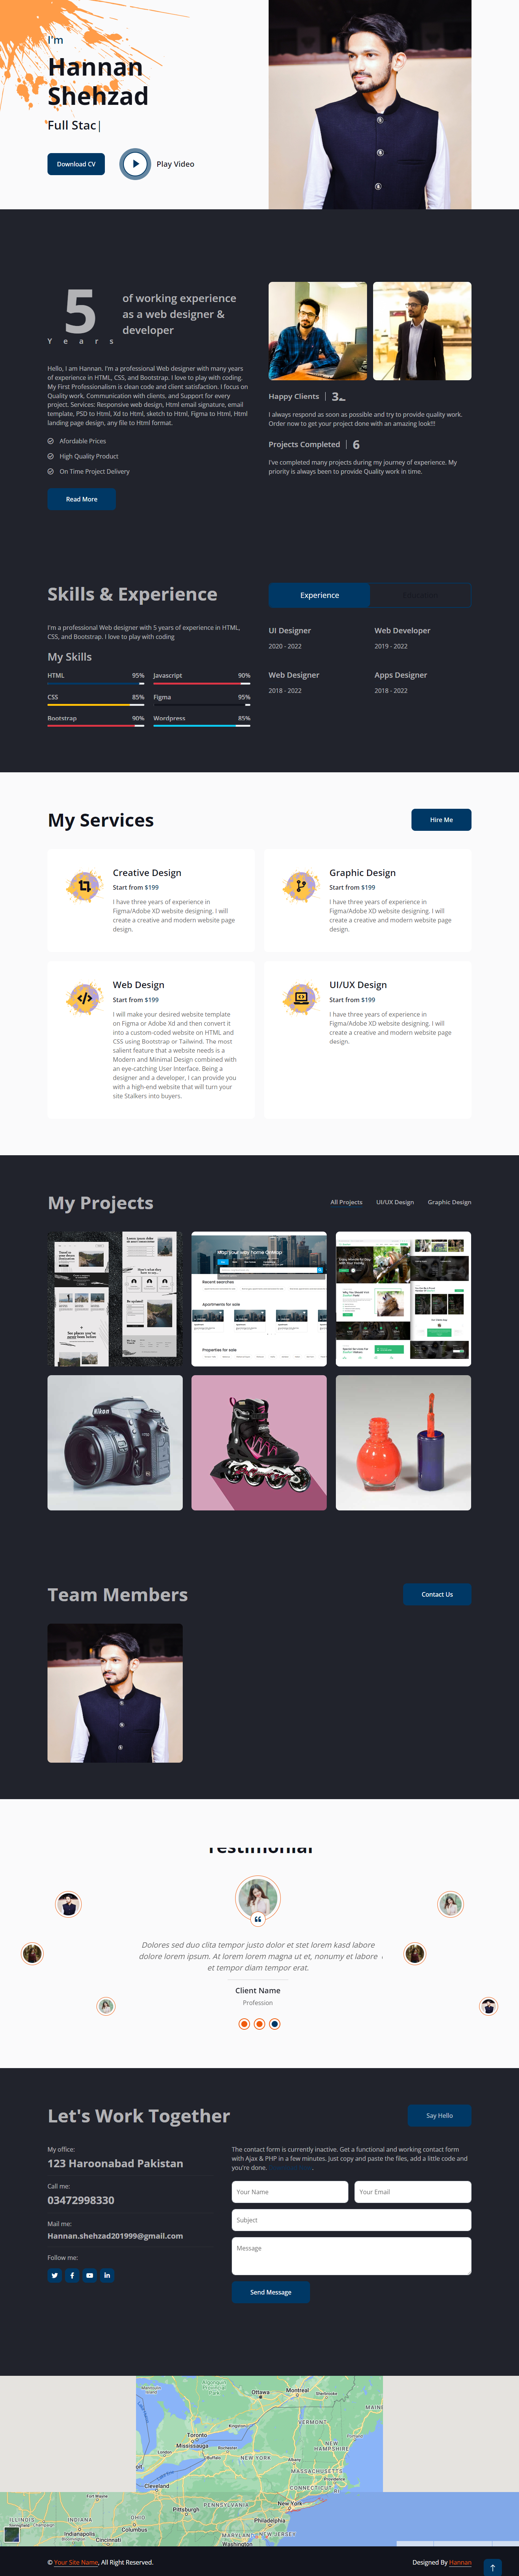 I'm
Hannan
Shehzad
Full Stac|
Download CV
Play Video
5
Years
of working experience
as a web designer &
developer
Hello, I am Hannan. I'm a professional Web designer with many years
of experience in HTML, CSS, and Bootstrap. I love to play with coding.
My First Professionalism is clean code and client satisfaction. I focus on
Quality work, Communication with clients, and Support for every
project. Services: Responsive web design, Html email signature, email
template, PSD to Html, Xd to Html, sketch to Html, Figma to Html, Html
landing page design, any file to Html format.
Afordable Prices
High Quality Product
On Time Project Delivery
Read More
Happy Clients
I always respond as soon as possible and try to provide quality work.
Order now to get your project done with an amazing look!!!
Projects Completed 6
I've completed many projects during my journey of experience. My
priority is always been to provide Quality work in time.
Skills & Experience
I'm a professional Web designer with 5 years of experience in HTML,
CSS, and Bootstrap. I love to play with coding
My Skills
HTML 95%
Javascript 90%
CSS 85%
Figma 95%
Bootstrap 90%
Wordpress 85%
Experience
UI Designer
2020 - 2022
Web Developer
2019 - 2022
Web Designer
2018 - 2022
Apps Designer
2018 - 2022
My Services
Hire Me
Creative Design
Start from $199
I have three years of experience in
Figma/Adobe XD website designing. I will
create a creative and modern website page
design.
Graphic Design
Start from $199
I have three years of experience in
Figma/Adobe XD website designing. I will
create a creative and modern website page
design.
Web Design
Start from $199
I will make your desired website template
on Figma or Adobe Xd and then convert it
into a custom-coded website on HTML and
CSS using Bootstrap or Tailwind. The most
salient feature that a website needs is a
Modern and Minimal Design combined with
an eye-catching User Interface. Being a
designer and a developer, I can provide you
with a high-end website that will turn your
site Stalkers into buyers.
UI/UX Design
Start from $199
I have three years of experience in
Figma/Adobe XD website designing. I will
create a creative and modern website page
design.
My Projects
All Projects
UI/UX Design
Graphic Design
Recent searches
Apartments for sale
Properties for sale
Nikon
Team Members
Contact Us
Testimonial
Dolores sed duo clita tempor justo dolor et stet lorem kasd labore
dolore lorem ipsum. At lorem lorem magna ut et, nonumy et labore
et tempor diam tempor erat.
Client Name
Profession
Let's Work Together
Say Hello
My office:
123 Haroonabad Pakistan
Call me:
03472998330
Mail me:
Hannan.shehzad201999@gmail.com
Follow me:
The contact form is currently inactive. Get a functional and working contact form
with Ajax & PHP in a few minutes. Just copy and paste the files, add a little code and
you're done.
Your Name
Your Email
Subject
Message
Send Message
Ottawa
Montreal
Sherbrooke
MAINE
VERMONT
Toronto
Kingston
Mississauga
Rochester
NEW
HAMPSHIRE
London
Buffalo
NEW YORK
Albany
MASSACHUSETTS
Providence
CONNECTICUT
Cleveland
Fort Wayne
PENNSYLVANIA
New York
Pittsburgh
ILLINOIS
INDIANA
OHIO
Philadelphia
Columbus
Indianapolis
Cincinnati
MARYLAND
NEW JERSEY
Washington
© Your Site Name, All Right Reserved.
Designed By Hannan